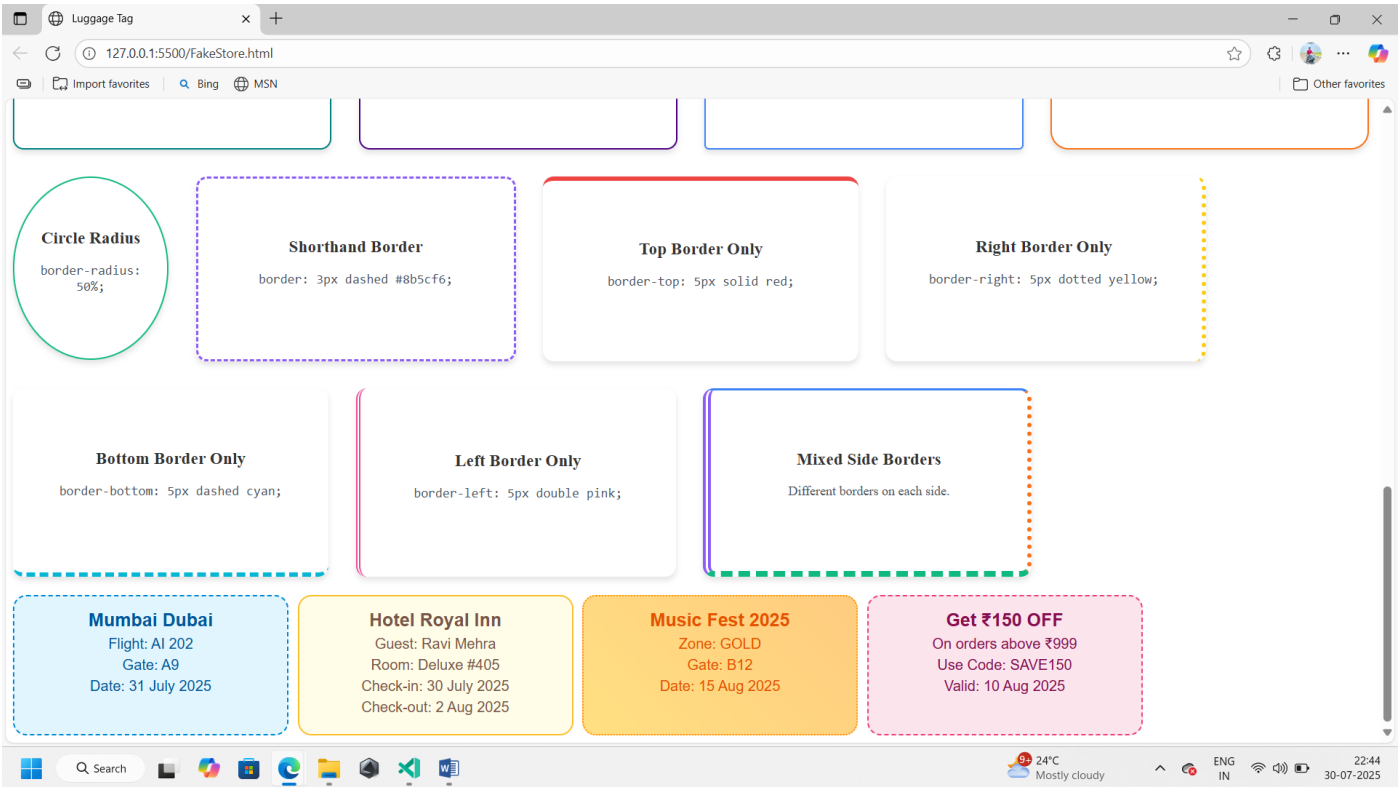 Luggage Tag
127.0.0.1:5500/FakeStore.html
Import favorites
Bing
MSN
Other favorites
Circle Radius
border-radius:
50%;
Shorthand Border
border: 3px dashed #8b5cf6;
Top Border Only
border-top: 5px solid red;
Right Border Only
border-right: 5px dotted yellow;
Bottom Border Only
border-bottom: 5px dashed cyan;
Left Border Only
border-left: 5px double pink;
Mixed Side Borders
Different borders on each side.
Mumbai Dubai
Flight: AI 202
Gate: A9
Date: 31 July 2025
Hotel Royal Inn
Guest: Ravi Mehra
Room: Deluxe #405
Check-in: 30 July 2025
Check-out: 2 Aug 2025
Music Fest 2025
Zone: GOLD
Gate: B12
Date: 15 Aug 2025
Get ₹150 OFF
On orders above ₹999
Use Code: SAVE150
Valid: 10 Aug 2025
Search
W
9+
24°C
Mostly cloudy
ENG
IN
22:44
30-07-2025